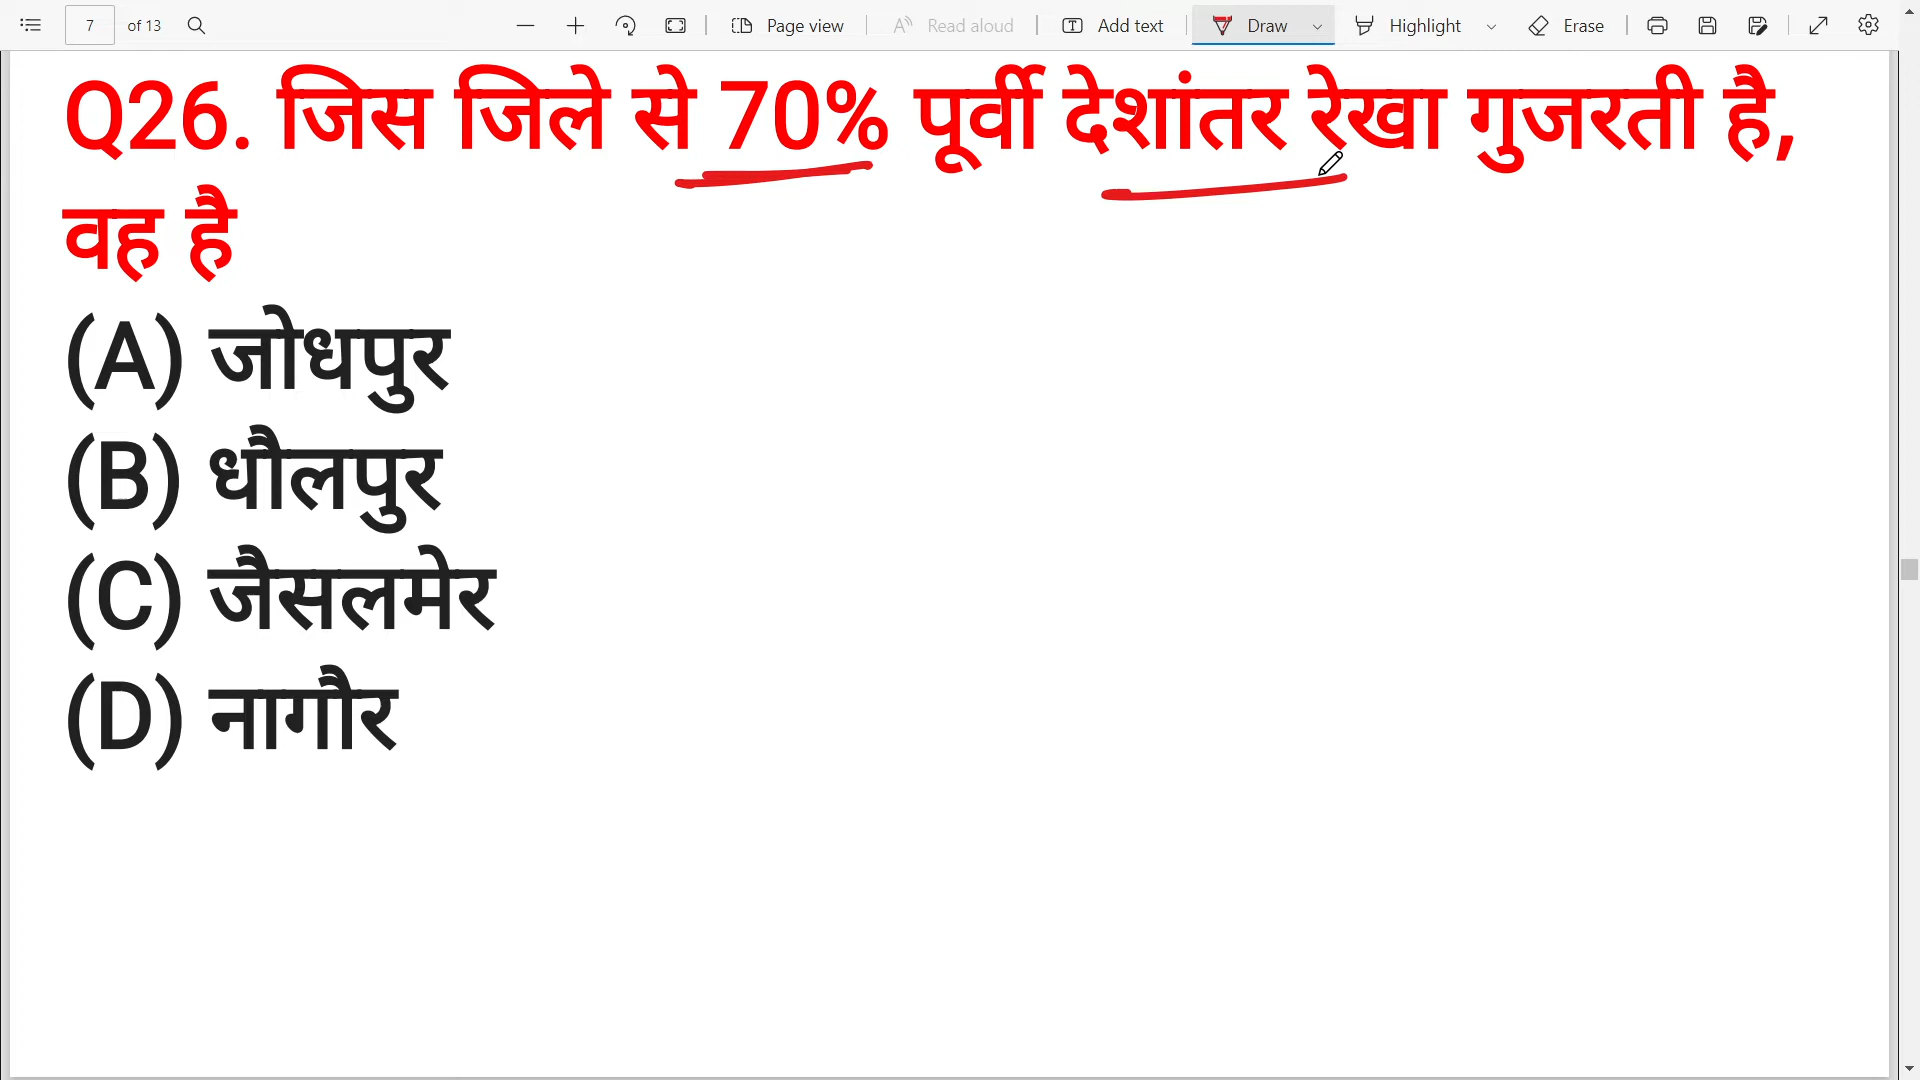 7 of 13 Page view Read aloud Add text Draw Highlight Erase
Q26. जिस जिले से 70% पूर्वी देशांतर रेखा गुजरती है,
वह है
(A) जोधपुर
(B) धौलपुर
(C) जैसलमेर
(D) नागौर